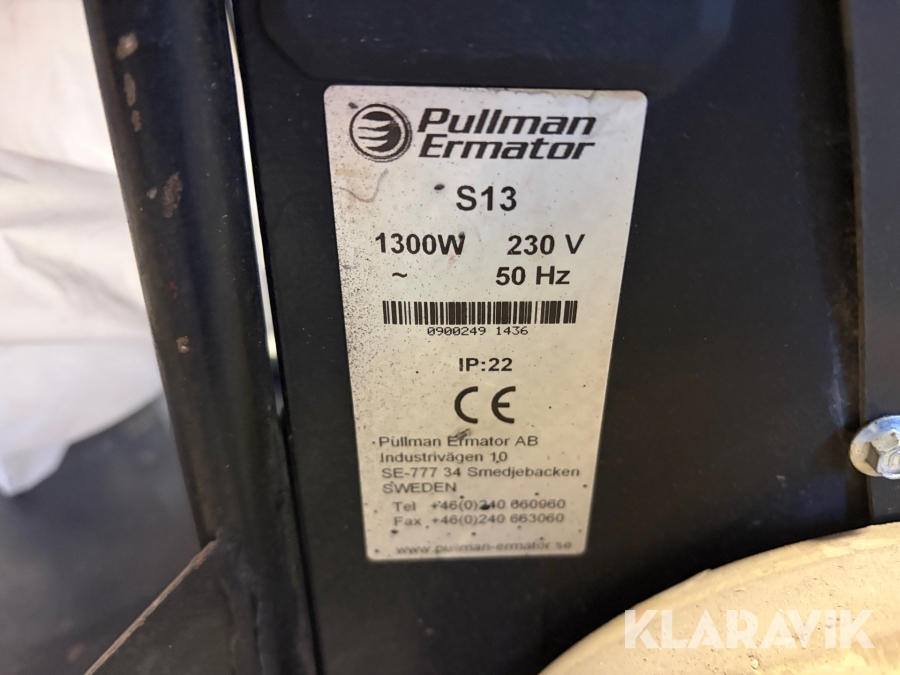 Pullman
Ermator
S13
1300W 230 V
~ 50 Hz
0900249 1436
IP:22
CE
Pullman Ermator AB
Industrivägen 10
SE-777 34 Smedjebacken
SWEDEN
Tel +46(0)240 660960
Fax +46(0)240 663060
www.pullman-ermator.se
KLARAVIK